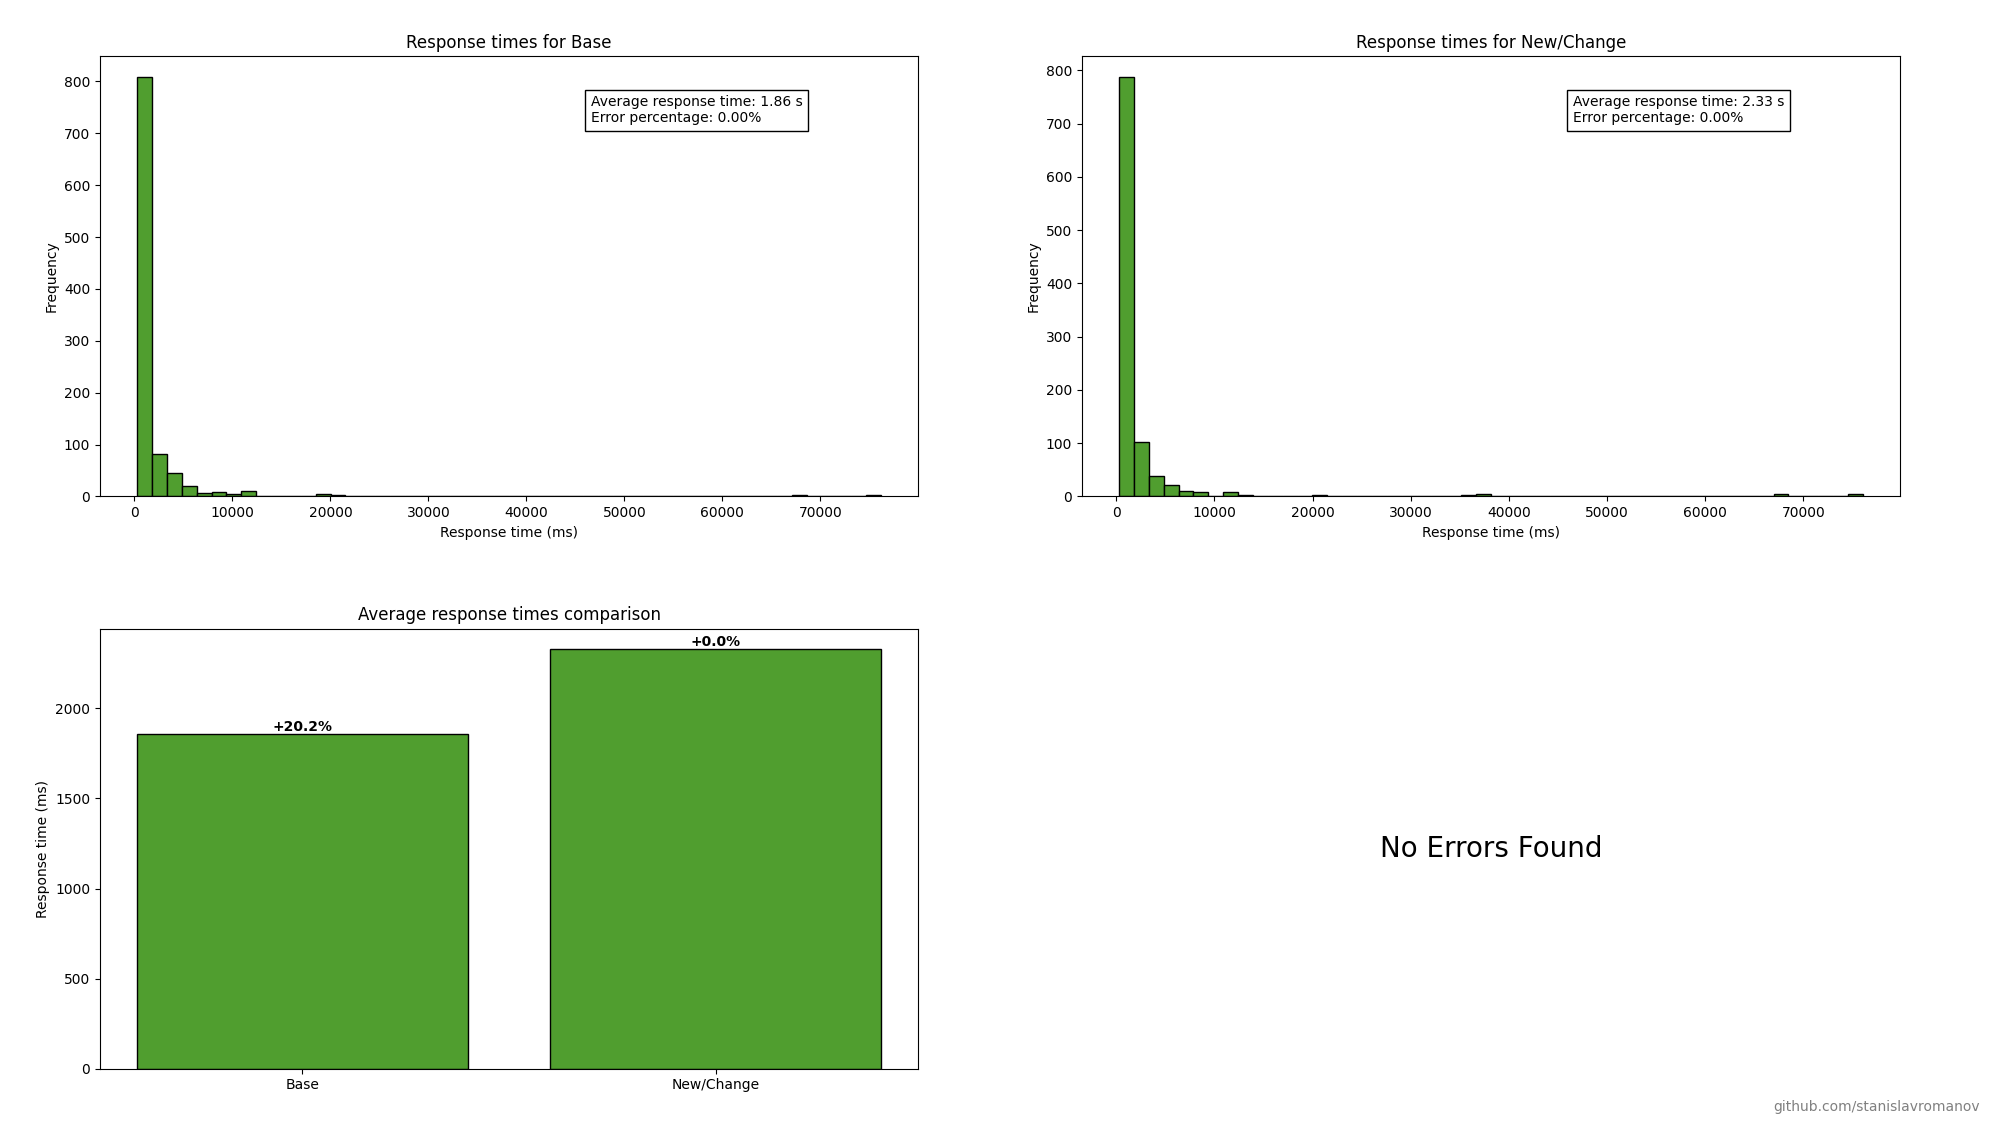 Response times for Base
Average response time: 1.86 s
Error percentage: 0.00%
Frequency
800
700
600
500
400
300
200
100
0
0 10000 20000 30000 40000 50000 60000 70000
Response time (ms)
Response times for New/Change
Average response time: 2.33 s
Error percentage: 0.00%
Frequency
800
700
600
500
400
300
200
100
0
0 10000 20000 30000 40000 50000 60000 70000
Response time (ms)
Average response times comparison
+20.2%
+0.0%
Response time (ms)
2000
1500
1000
500
0
Base New/Change
No Errors Found
github.com/stanislavromanov